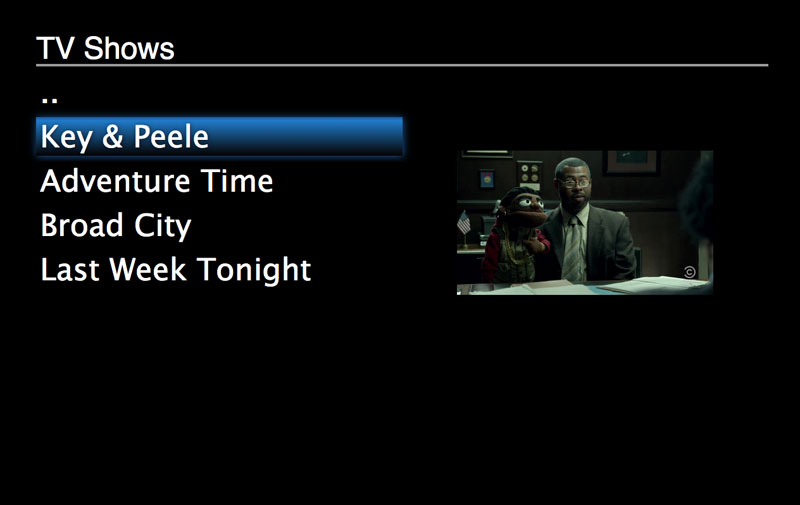 TV Shows
..
Key & Peele
Adventure Time
Broad City
Last Week Tonight